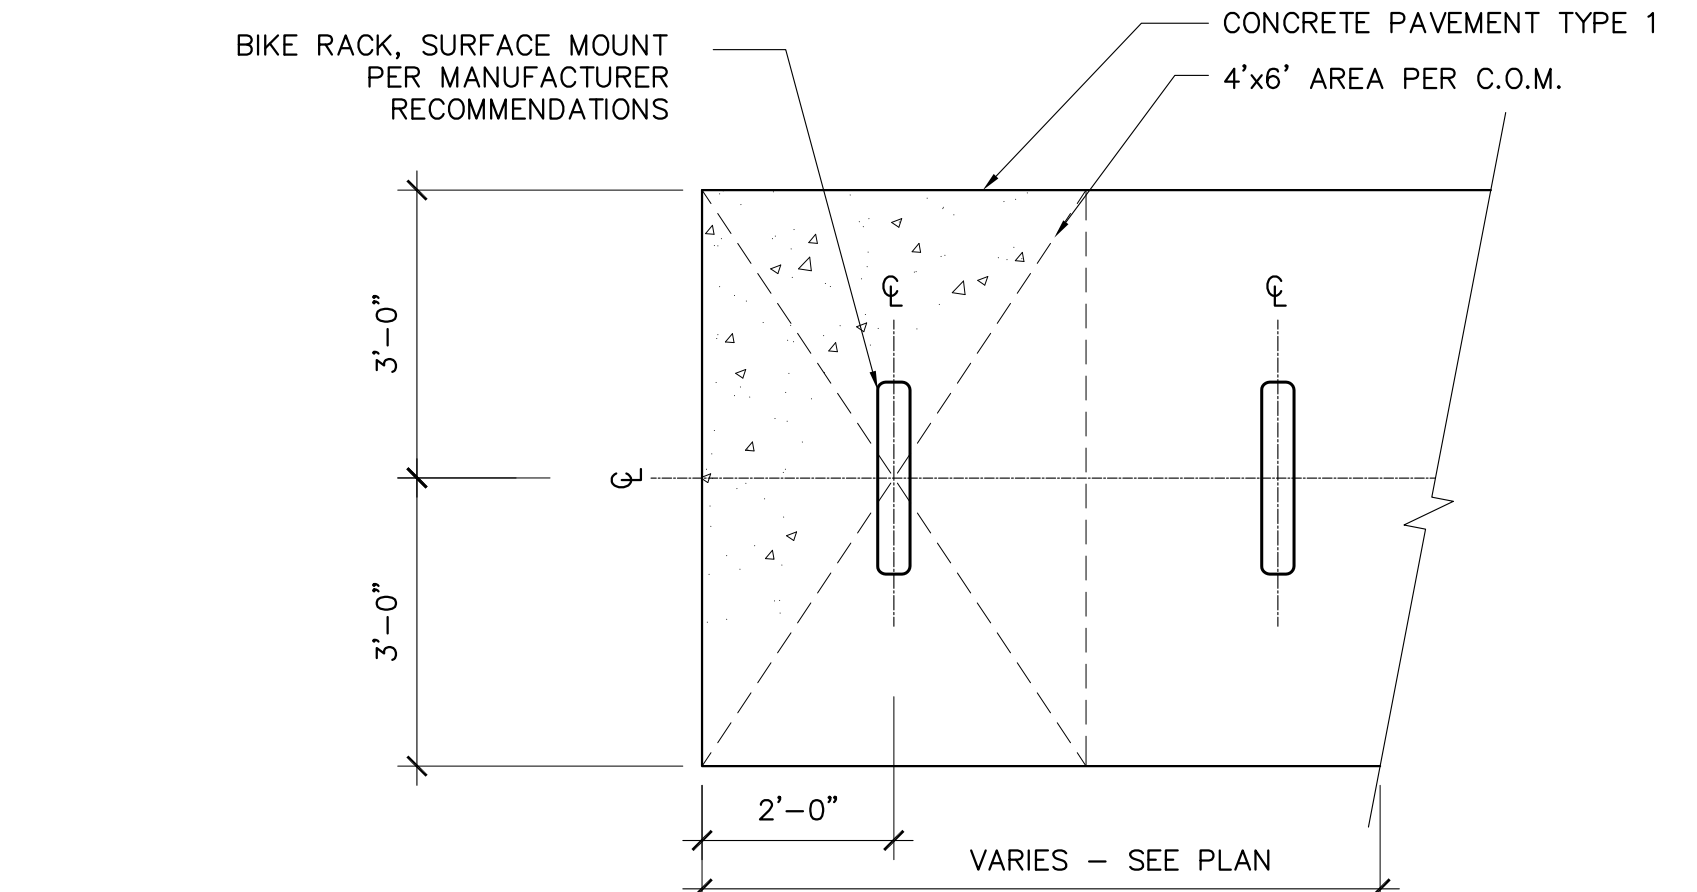 BIKE RACK, SURFACE MOUNT
PER MANUFACTURER
RECOMMENDATIONS
CONCRETE PAVEMENT TYPE 1
4'x6' AREA PER C.O.M.
℄
℄
3'-0"
℄
3'-0"
2'-0"
VARIES - SEE PLAN